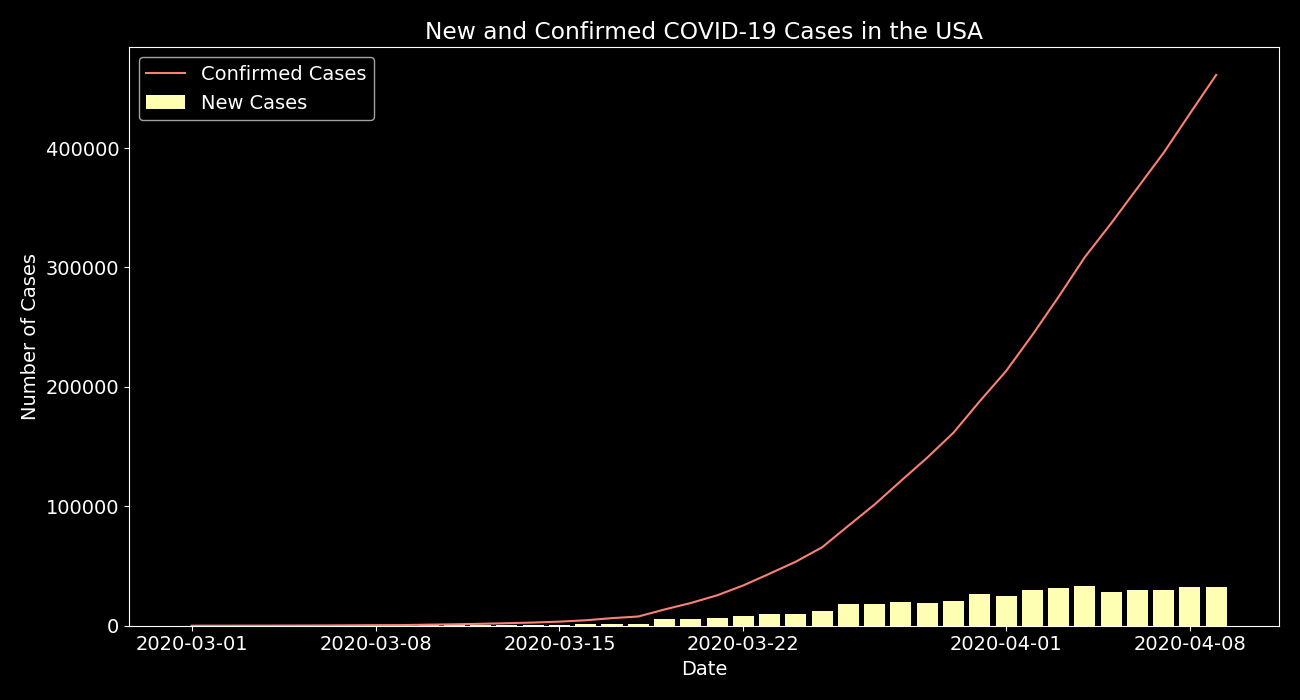 New and Confirmed COVID-19 Cases in the USA
Confirmed Cases
New Cases
Number of Cases
400000
300000
200000
100000
0
2020-03-01
2020-03-08
2020-03-15
2020-03-22
2020-04-01
2020-04-08
Date